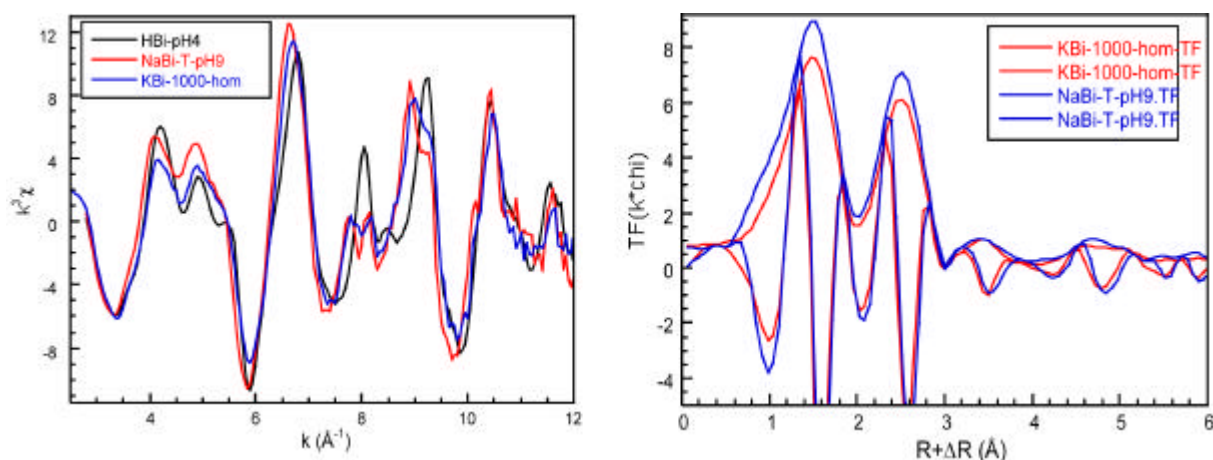 HBi-pH4
NaBi-T-pH9
KBi-1000-hom
12
8
4
0
-4
-8
k³χ
4 6 8 10 12
k (Å⁻¹)
KBi-1000-hom-TF
KBi-1000-hom-TF
NaBi-T-pH9.TF
NaBi-T-pH9.TF
8
6
4
2
0
2
-4
TF(k*chi)
0 1 2 3 4 5 6
R+ΔR (Å)